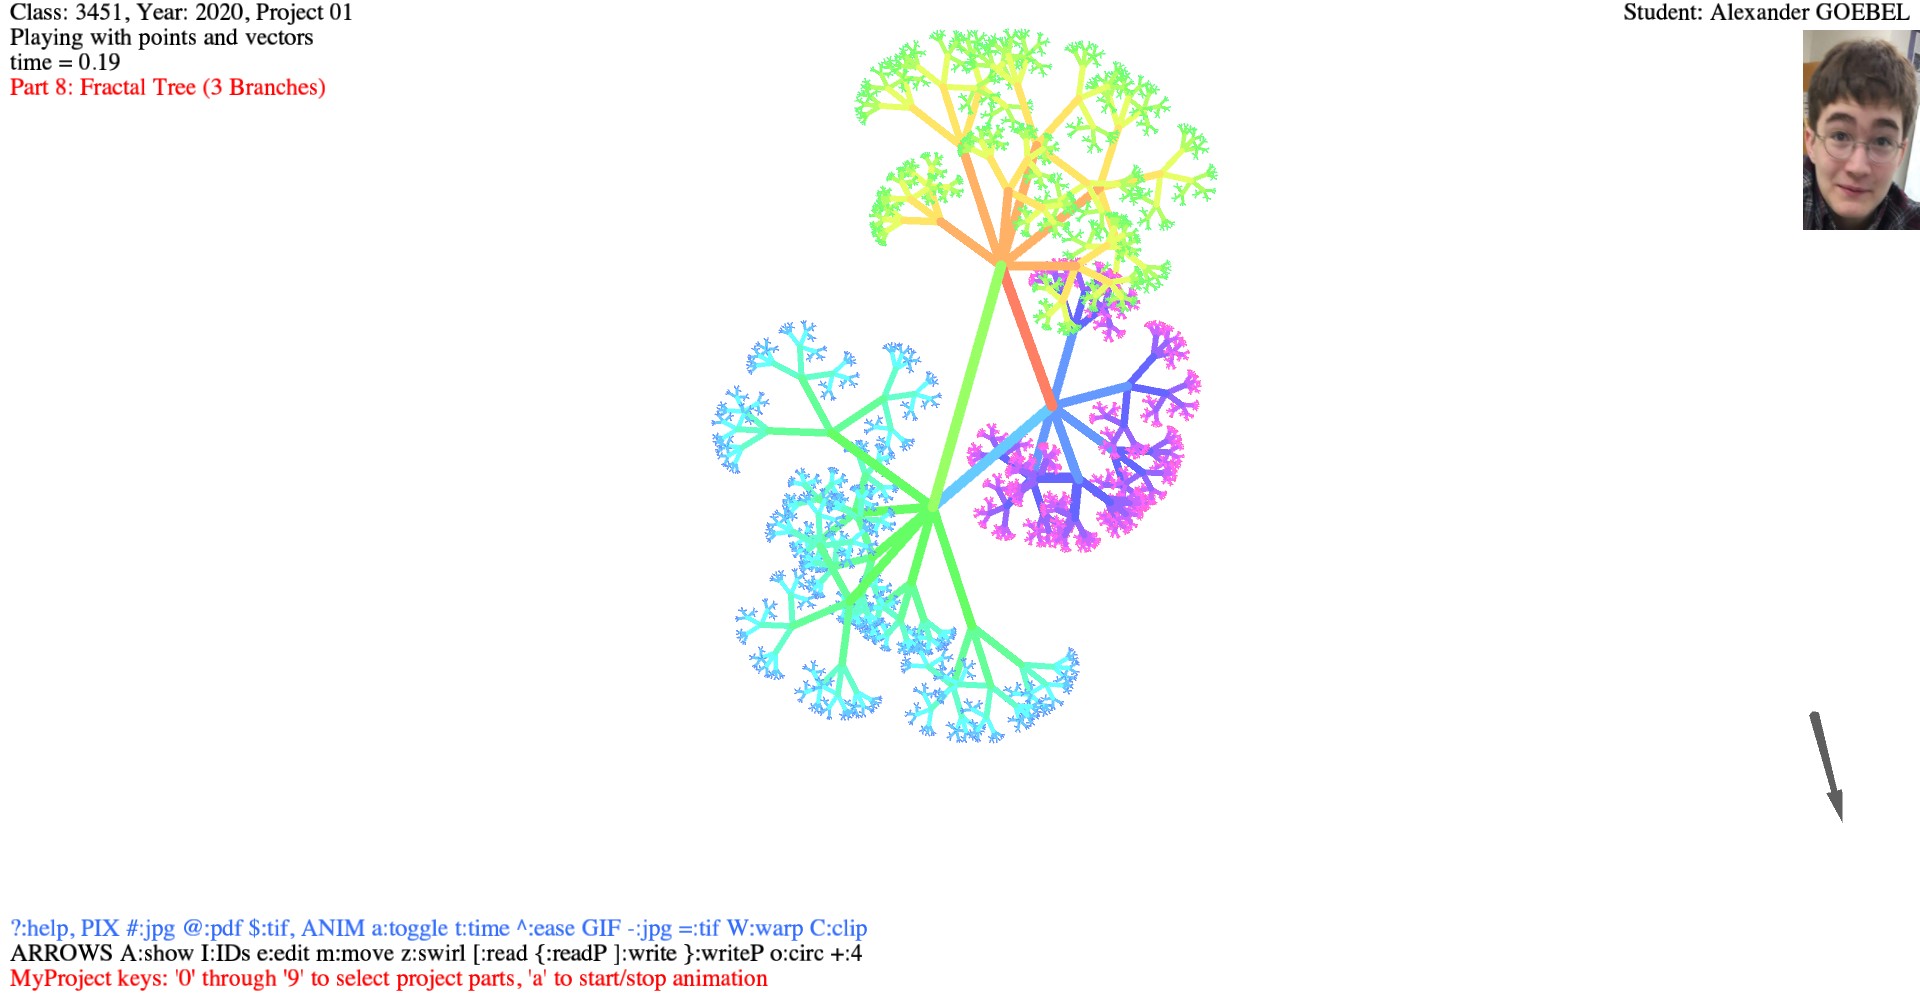 Class: 3451, Year: 2020, Project 01
Student: Alexander GOEBEL
Playing with points and vectors
time = 0.19
Part 8: Fractal Tree (3 Branches)
?:help, PIX #:jpg @:pdf $:tif, ANIM a:toggle t:time ^:ease GIF -:jpg =:tif W:warp C:clip
ARROWS A:show I:IDs e:edit m:move z:swirl [:read {:readP ]:write }:writeP o:circ +:4
MyProject keys: '0' through '9' to select project parts, 'a' to start/stop animation